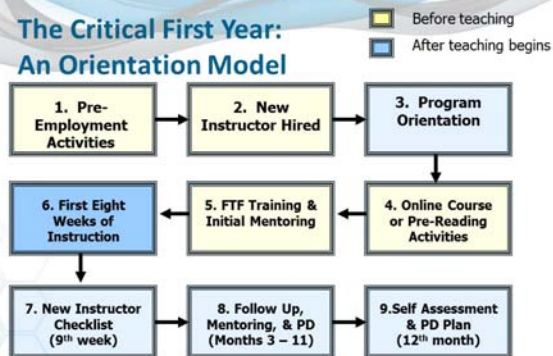 The Critical First Year:
An Orientation Model
Before teaching
After teaching begins
1. Pre-
Employment
Activities
2. New
Instructor Hired
3. Program
Orientation
6. First Eight
Weeks of
Instruction
5. FTF Training &
Initial Mentoring
4. Online Course
or Pre-Reading
Activities
7. New Instructor
Checklist
(9th week)
8. Follow Up,
Mentoring, & PD
(Months 3 – 11)
9.Self Assessment
& PD Plan
(12th month)